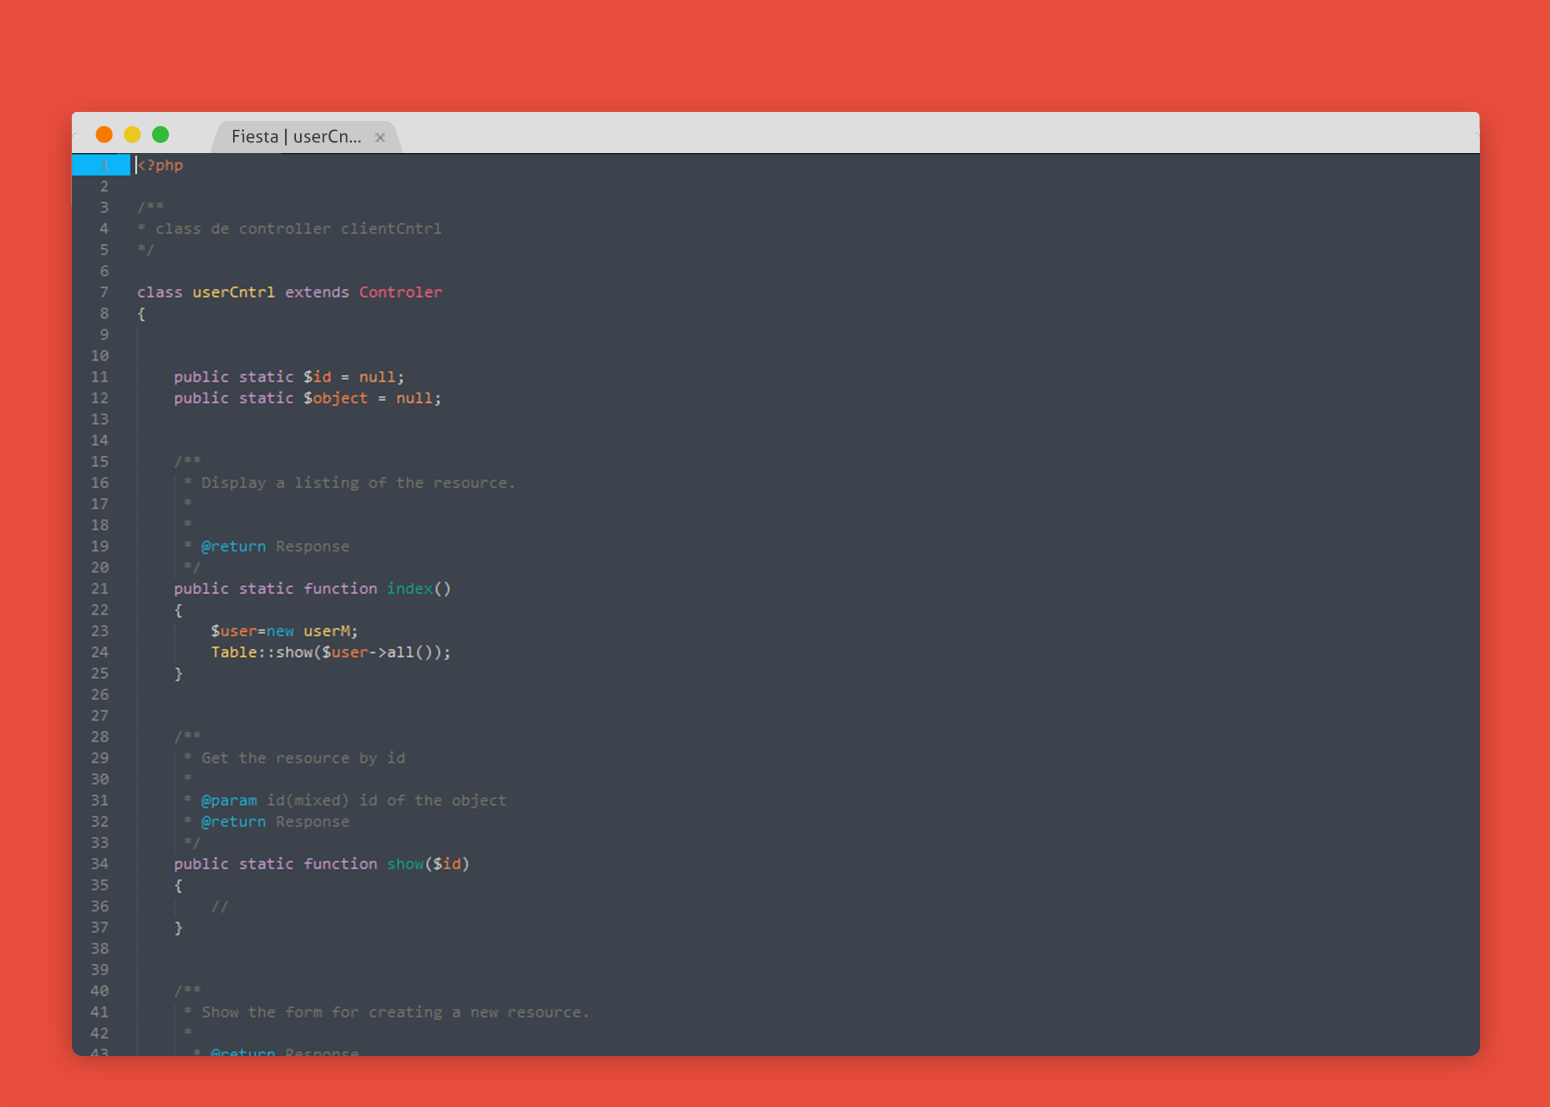 Fiesta | userCn... ×
1 <?php
2
3 /**
4 * class de controller clientCntrl
5 */
6
7 class userCntrl extends Controler
8 {
9
10
11 public static $id = null;
12 public static $object = null;
13
14
15 /**
16 * Display a listing of the resource.
17 *
18 *
19 * @return Response
20 */
21 public static function index()
22 {
23 $user=new userM;
24 Table::show($user->all());
25 }
26
27
28 /**
29 * Get the resource by id
30 *
31 * @param id(mixed) id of the object
32 * @return Response
33 */
34 public static function show($id)
35 {
36 //
37 }
38
39
40 /**
41 * Show the form for creating a new resource.
42 *
43 * @return Response